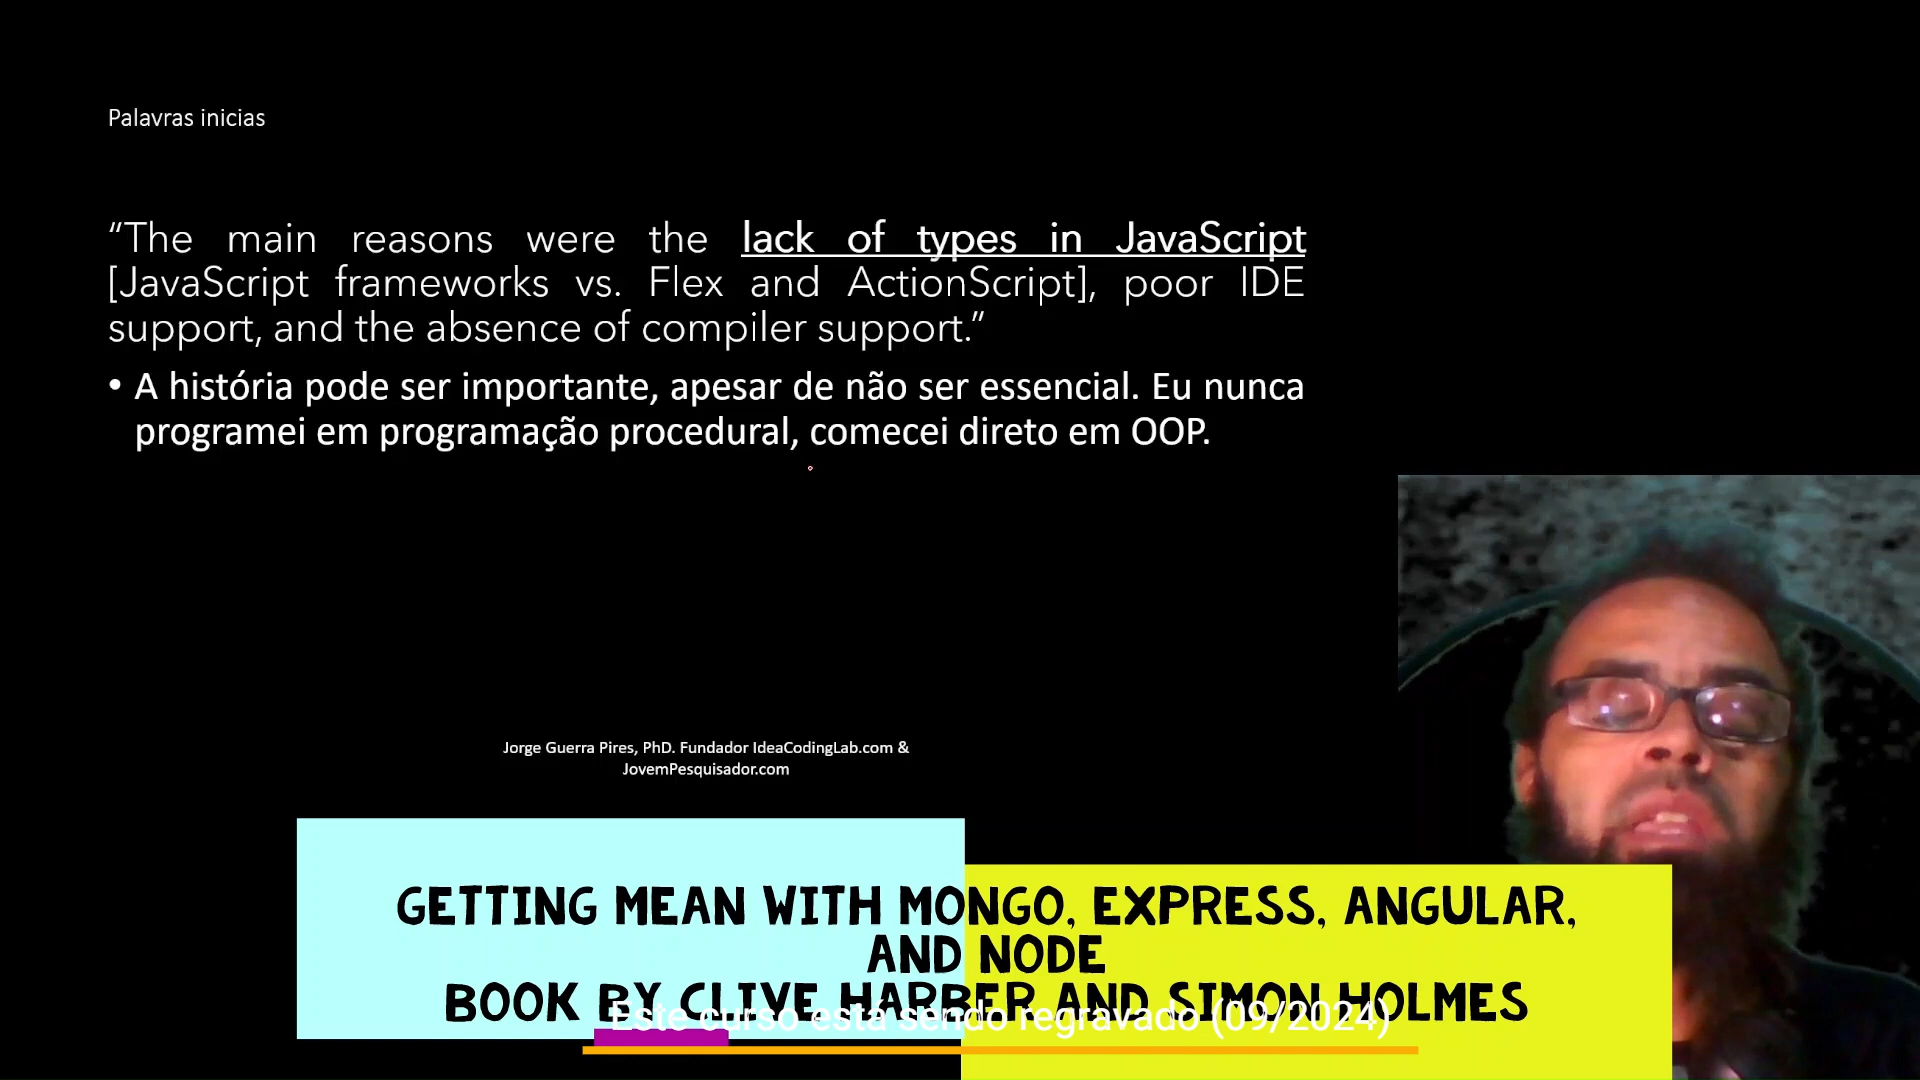 Palavras inicias
“The main reasons were the lack of types in JavaScript
[JavaScript frameworks vs. Flex and ActionScript], poor IDE
support, and the absence of compiler support.”
• A história pode ser importante, apesar de não ser essencial. Eu nunca
programei em programação procedural, comecei direto em OOP.
Jorge Guerra Pires, PhD. Fundador IdeaCodingLab.com &
JovemPesquisador.com
GETTING MEAN WITH MONGO, EXPRESS, ANGULAR,
AND NODE
BOOK BY CLIVE HARBER AND SIMON HOLMES
Este curso está sendo regravado (09/2024)